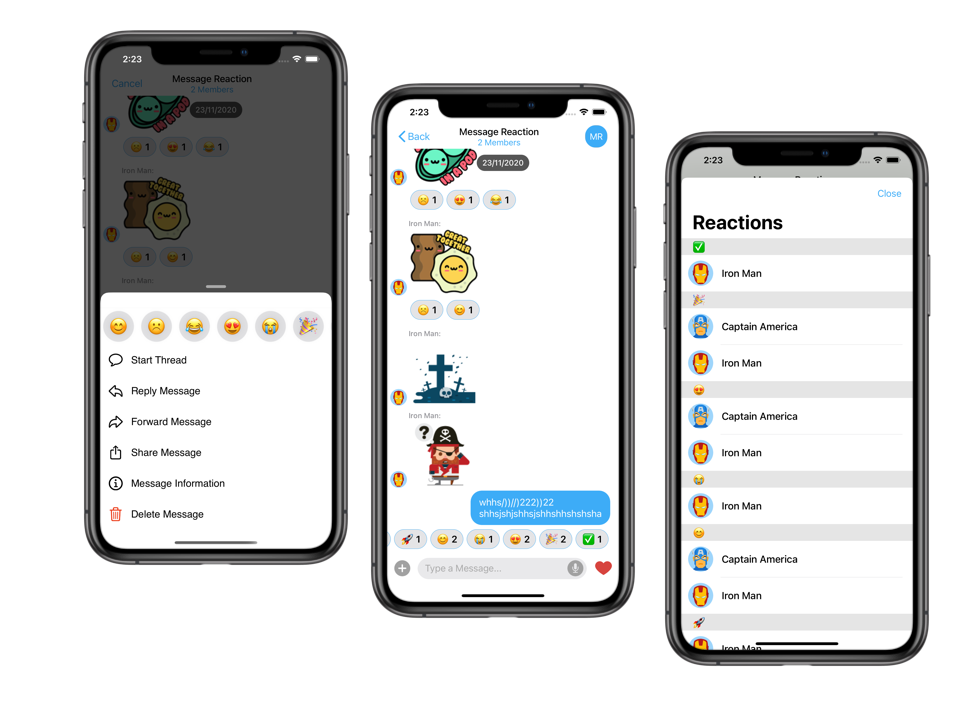 2:23
Cancel
Message Reaction
2 Members
IN A POD
23/11/2020
1
1
1
Iron Man:
GREAT
TOGETHER
1
1
Iron Man:
Start Thread
Reply Message
Forward Message
Share Message
Message Information
Delete Message
2:23
Back
Message Reaction
2 Members
MR
IN A POD
23/11/2020
1
1
1
Iron Man:
GREAT
TOGETHER
1
1
Iron Man:
Iron Man:
?
whhs/))//)222))22
shhsjshjshhsjshhshhshshsha
1
2
1
2
2
1
Type a Message...
2:23
Close
Reactions
Iron Man
Captain America
Iron Man
Captain America
Iron Man
Iron Man
Captain America
Iron Man
Iron Man